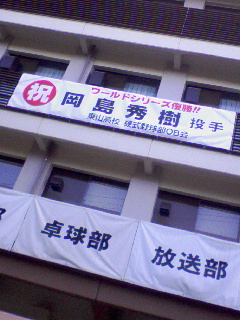 祝
ワールドシリーズ優勝!!
岡島秀樹 投手
東山高校 硬式野球部OB会
部
卓球部
放送部